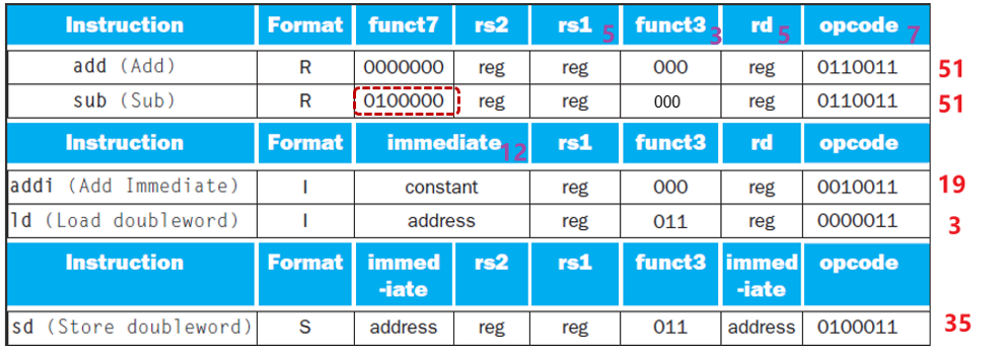 Instruction Format funct7 rs2 rs1 5 funct3 3 rd 5 opcode 7
add (Add) R 0000000 reg reg 000 reg 0110011 51
sub (Sub) R 0100000 reg reg 000 reg 0110011 51
Instruction Format immediate 12 rs1 funct3 rd opcode
addi (Add Immediate) I constant reg 000 reg 0010011 19
ld (Load doubleword) I address reg 011 reg 0000011 3
Instruction Format immed rs2 rs1 funct3 immed opcode
-iate -iate
sd (Store doubleword) S address reg reg 011 address 0100011 35